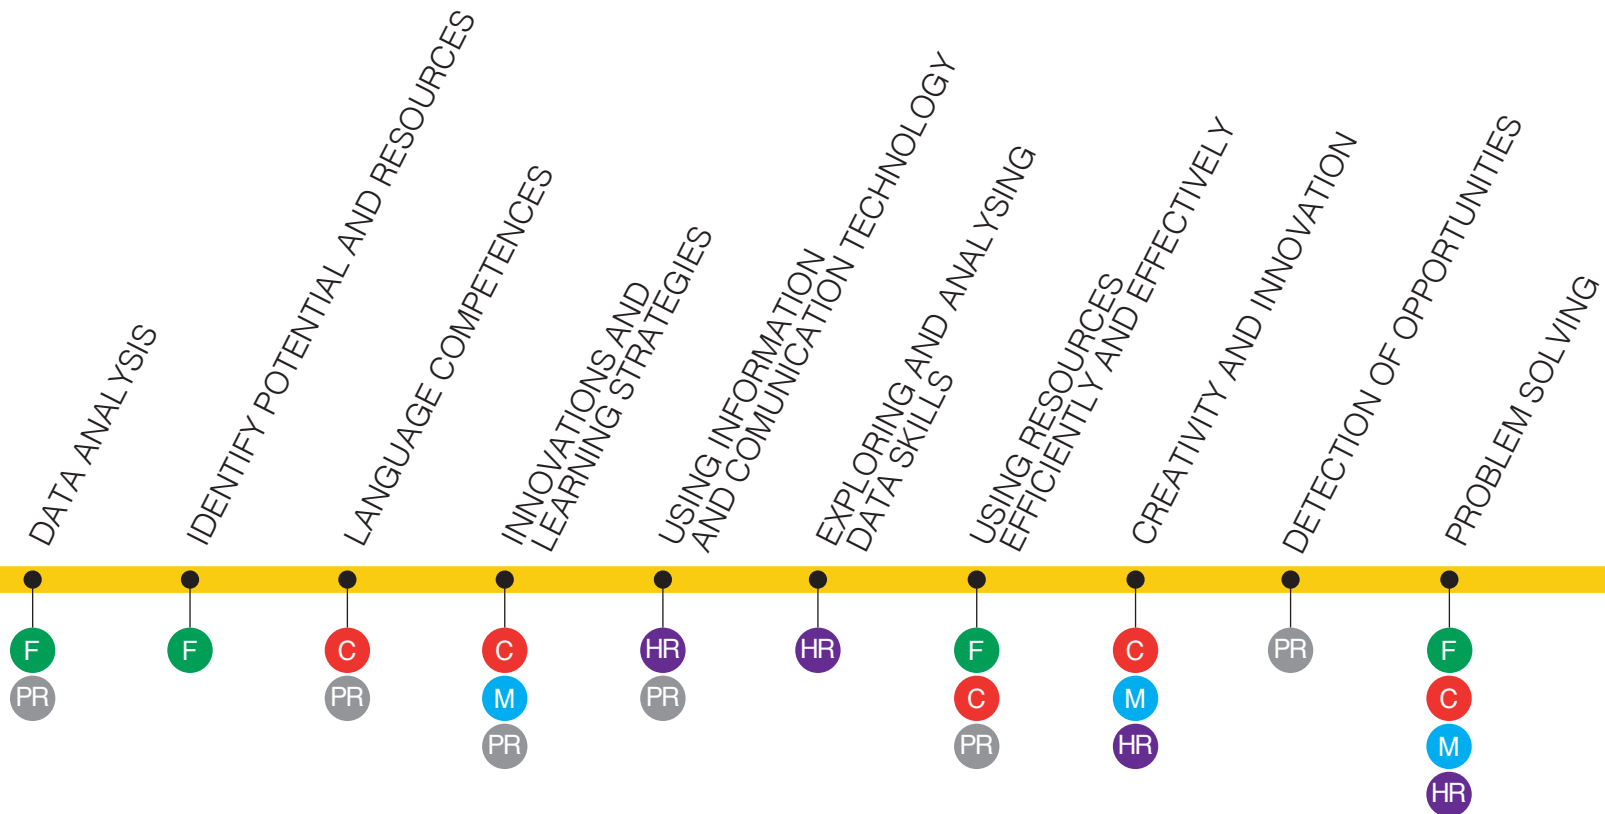 DATA ANALYSIS
IDENTIFY POTENTIAL AND RESOURCES
LANGUAGE COMPETENCES
INNOVATIONS AND
LEARNING STRATEGIES
USING INFORMATION
AND COMUNICATION TECHNOLOGY
EXPLORING AND ANALYSING
DATA SKILLS
USING RESOURCES
EFFICIENTLY AND EFFECTIVELY
CREATIVITY AND INNOVATION
DETECTION OF OPPORTUNITIES
PROBLEM SOLVING
F
PR
F
C
PR
C
M
PR
HR
PR
HR
F
C
PR
C
M
HR
PR
F
C
M
HR